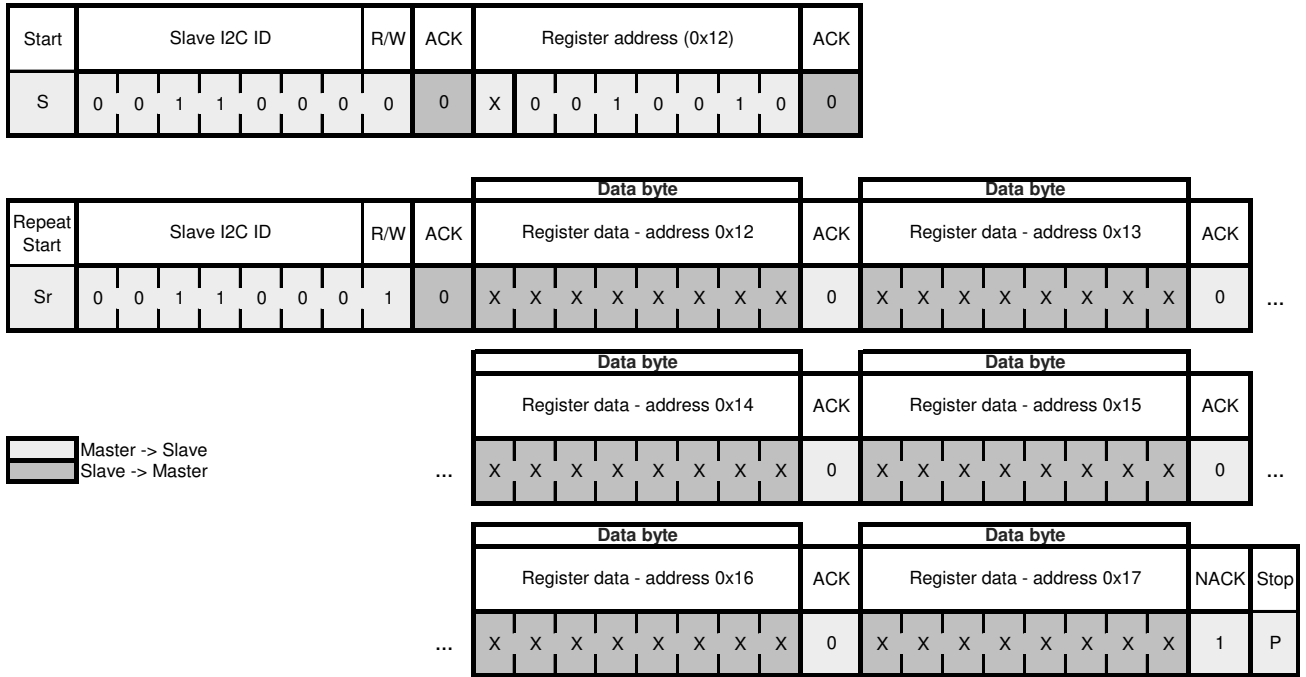 Start Slave I2C ID R/W ACK Register address (0x12) ACK
S 0 0 1 1 0 0 0 0 0 X 0 0 1 0 0 1 0 0
Data byte Data byte
Repeat
Start Slave I2C ID R/W ACK Register data - address 0x12 ACK Register data - address 0x13 ACK
Sr 0 0 1 1 0 0 0 1 0 X X X X X X X X 0 X X X X X X X X 0 ...
Data byte Data byte
Register data - address 0x14 ACK Register data - address 0x15 ACK
Master -> Slave
Slave -> Master
... X X X X X X X X 0 X X X X X X X X 0 ...
Data byte Data byte
Register data - address 0x16 ACK Register data - address 0x17 NACK Stop
... X X X X X X X X 0 X X X X X X X X 1 P